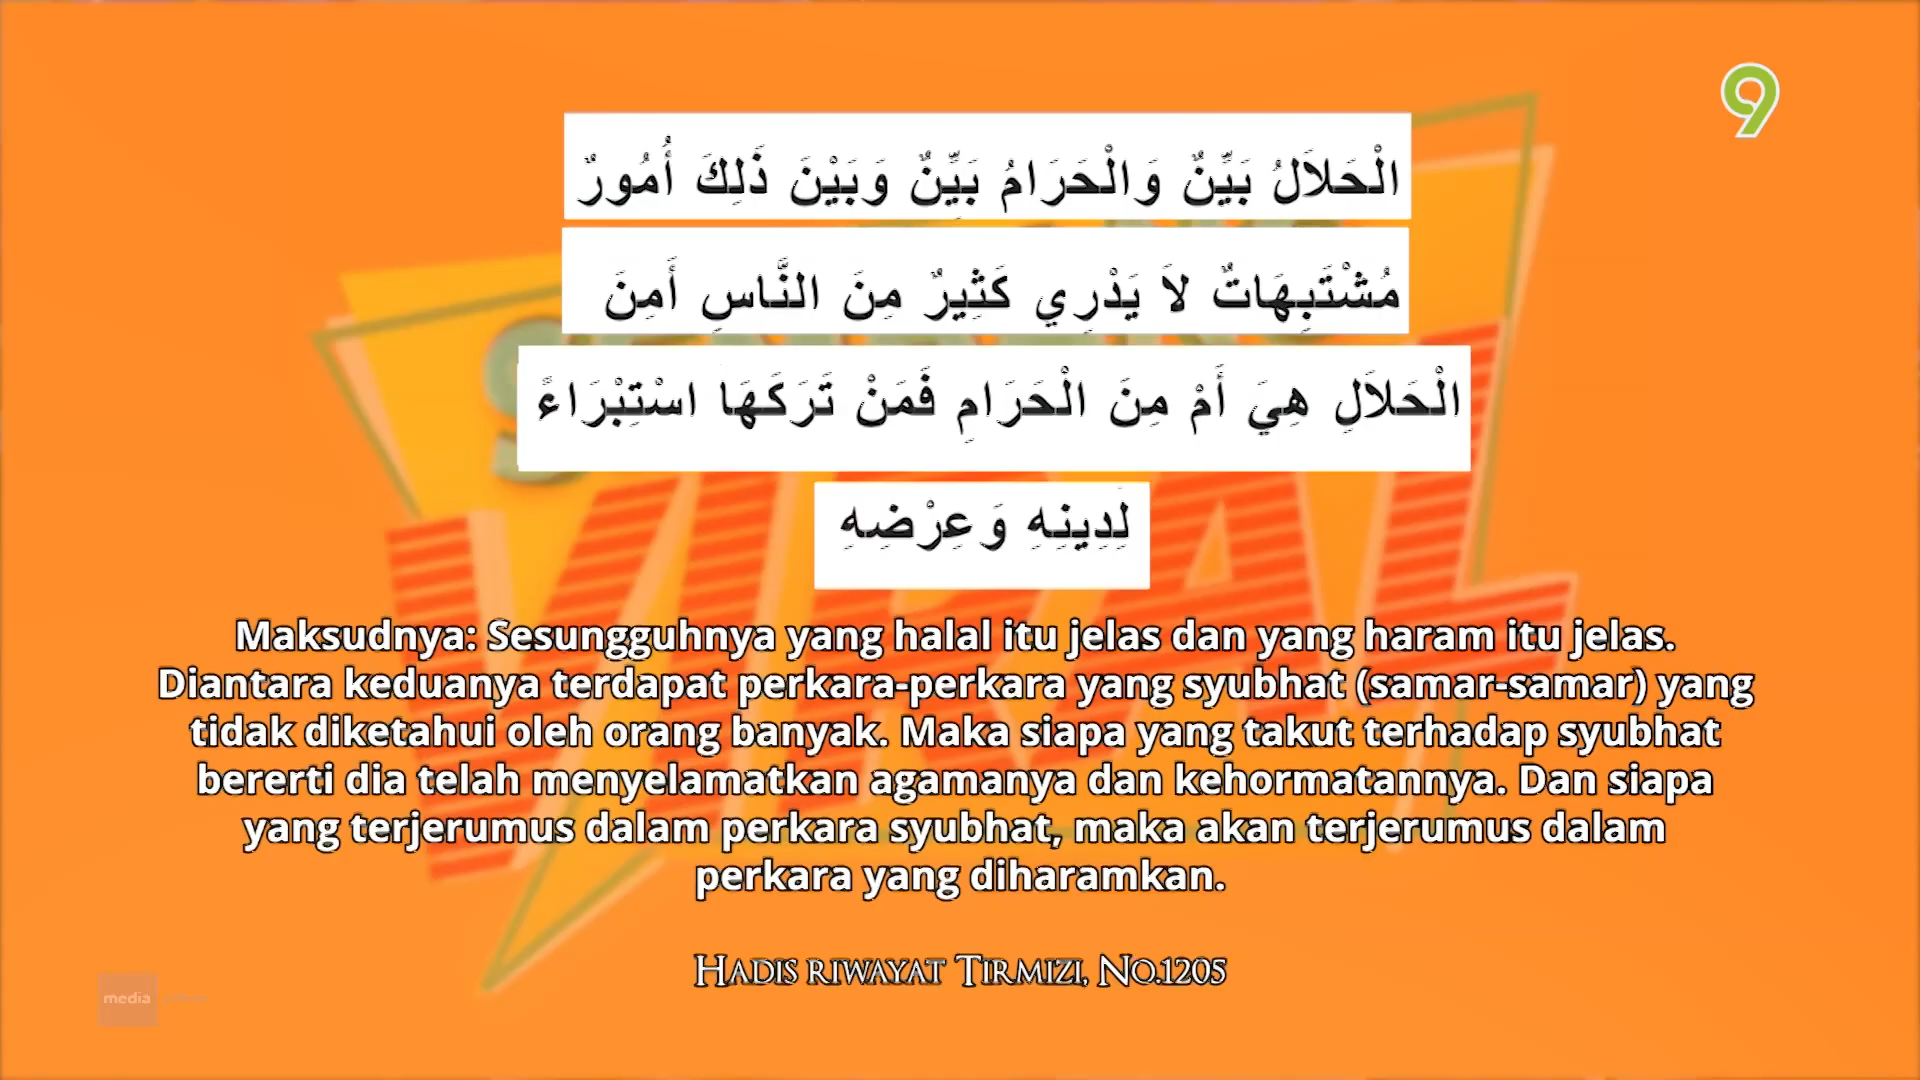 9
الْحَلاَلُ بَيِّنٌ وَالْحَرَامُ بَيِّنٌ وَبَيْنَ ذَلِكَ أُمُورٌ
مُشْتَبِهَاتٌ لاَ يَدْرِي كَثِيرٌ مِنَ النَّاسِ أَمِنَ
الْحَلاَلِ هِيَ أَمْ مِنَ الْحَرَامِ فَمَنْ تَرَكَهَا اسْتِبْرَاءً
لِدِينِهِ وَعِرْضِهِ
VIRAL
Maksudnya: Sesungguhnya yang halal itu jelas dan yang haram itu jelas.
Diantara keduanya terdapat perkara-perkara yang syubhat (samar-samar) yang
tidak diketahui oleh orang banyak. Maka siapa yang takut terhadap syubhat
bererti dia telah menyelamatkan agamanya dan kehormatannya. Dan siapa
yang terjerumus dalam perkara syubhat, maka akan terjerumus dalam
perkara yang diharamkan.
HADIS RIWAYAT TIRMIZI, NO.1205
media